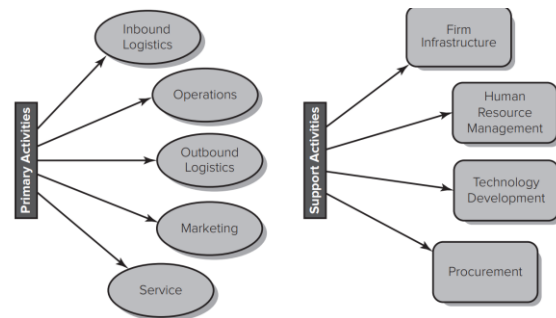 Primary Activities
Inbound
Logistics
Operations
Outbound
Logistics
Marketing
Service
Support Activities
Firm
Infrastructure
Human
Resource
Management
Technology
Development
Procurement